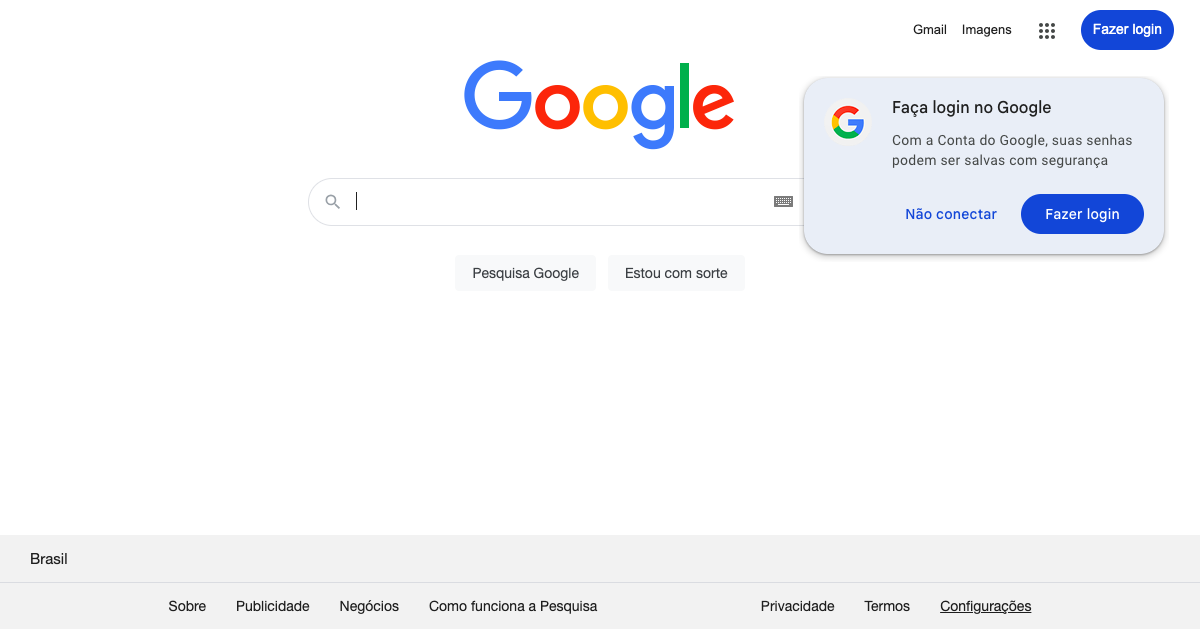 Gmail Imagens Fazer login
Google
Faça login no Google
Com a Conta do Google, suas senhas
podem ser salvas com segurança
Não conectar Fazer login
Pesquisa Google Estou com sorte
Brasil
Sobre Publicidade Negócios Como funciona a Pesquisa Privacidade Termos Configurações